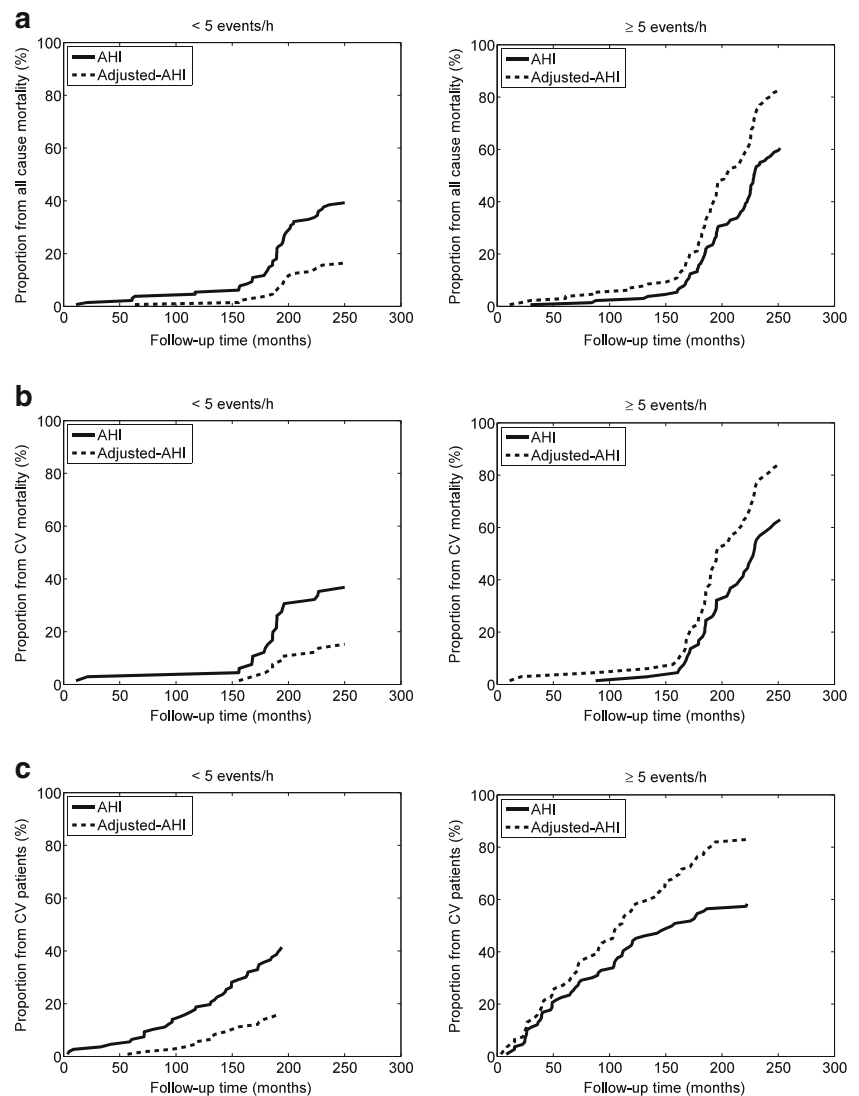 a
< 5 events/h
AHI
Adjusted-AHI
Proportion from all cause mortality (%)
0 20 40 60 80 100
0 50 100 150 200 250 300
Follow-up time (months)
≥ 5 events/h
AHI
Adjusted-AHI
Proportion from all cause mortality (%)
0 20 40 60 80 100
0 50 100 150 200 250 300
Follow-up time (months)
b
< 5 events/h
AHI
Adjusted-AHI
Proportion from CV mortality (%)
0 20 40 60 80 100
0 50 100 150 200 250 300
Follow-up time (months)
≥ 5 events/h
AHI
Adjusted-AHI
Proportion from CV mortality (%)
0 20 40 60 80 100
0 50 100 150 200 250 300
Follow-up time (months)
c
< 5 events/h
AHI
Adjusted-AHI
Proportion from CV patients (%)
0 20 40 60 80 100
0 50 100 150 200 250 300
Follow-up time (months)
≥ 5 events/h
AHI
Adjusted-AHI
Proportion from CV patients (%)
0 20 40 60 80 100
0 50 100 150 200 250 300
Follow-up time (months)